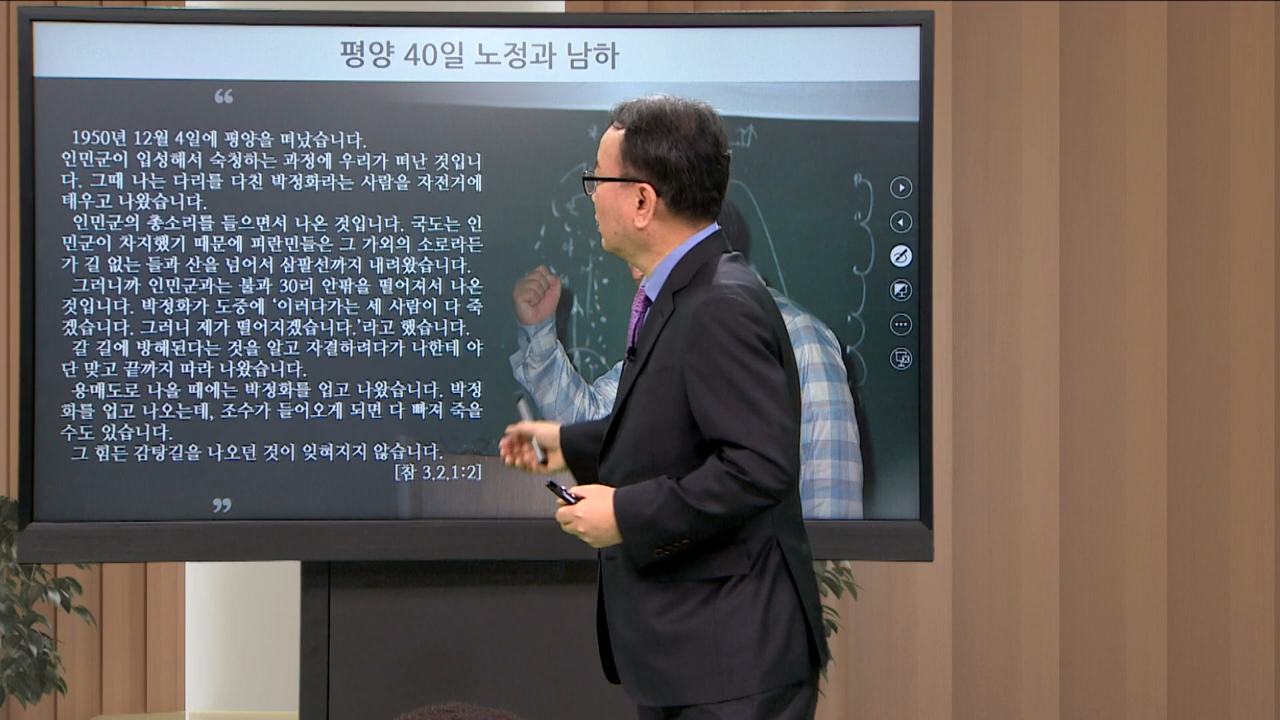 평양 40일 노정과 남하
“
1950년 12월 4일에 평양을 떠났습니다.
인민군이 입성해서 숙청하는 과정에 우리가 떠난 것입니
다. 그때 나는 다리를 다친 박정화라는 사람을 자전거에
태우고 나왔습니다.
인민군의 총소리를 들으면서 나온 것입니다. 국도는 인
민군이 차지했기 때문에 피란민들은 그 가외의 소로라든
가 길 없는 들과 산을 넘어서 삼팔선까지 내려왔습니다.
그러니까 인민군과는 불과 30리 안팎을 떨어져서 나온
것입니다. 박정화가 도중에 ‘이러다가는 세 사람이 다 죽
겠습니다. 그러니 제가 떨어지겠습니다.’라고 했습니다.
갈 길에 방해된다는 것을 알고 자결하려다가 나한테 야
단 맞고 끝까지 따라 나왔습니다.
용매도로 나올 때에는 박정화를 업고 나왔습니다. 박정
화를 업고 나오는데, 조수가 들어오게 되면 다 빠져 죽을
수도 있습니다.
그 힘든 감탕길을 나오던 것이 잊혀지지 않습니다.
[참 3.2.1:2]
”